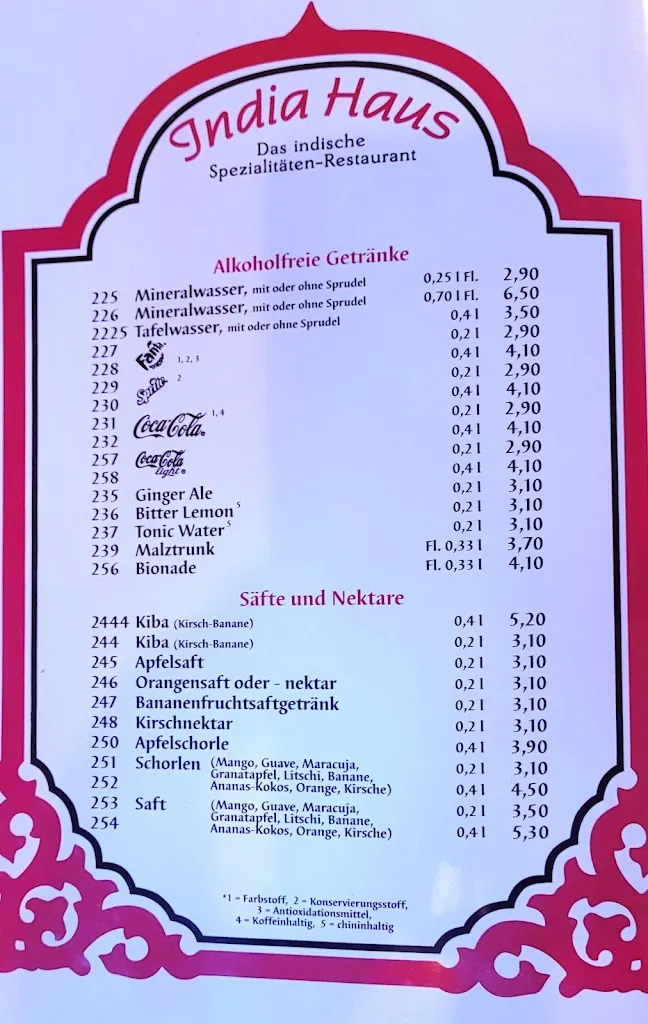 India Haus
Das indische
Spezialitäten-Restaurant
Alkoholfreie Getränke
225 Mineralwasser, mit oder ohne Sprudel 0,25 l Fl. 2,90
226 Mineralwasser, mit oder ohne Sprudel 0,70 l Fl. 6,50
2225 Tafelwasser, mit oder ohne Sprudel 0,4 l 3,50
227 Fanta 1, 2, 3 0,2 l 2,90
228 0,4 l 4,10
229 Sprite 2 0,2 l 2,90
230 0,4 l 4,10
231 Coca-Cola 1, 4 0,2 l 2,90
232 0,4 l 4,10
257 Coca-Cola light 0,2 l 2,90
258 0,4 l 4,10
235 Ginger Ale 0,2 l 3,10
236 Bitter Lemon 5 0,2 l 3,10
237 Tonic Water 5 0,2 l 3,10
239 Malztrunk Fl. 0,33 l 3,70
256 Bionade Fl. 0,33 l 4,10
Säfte und Nektare
2444 Kiba (Kirsch-Banane) 0,4 l 5,20
244 Kiba (Kirsch-Banane) 0,2 l 3,10
245 Apfelsaft 0,2 l 3,10
246 Orangensaft oder - nektar 0,2 l 3,10
247 Bananenfruchtsaftgetränk 0,2 l 3,10
248 Kirschnektar 0,2 l 3,10
250 Apfelschorle 0,4 l 3,90
251 Schorlen (Mango, Guave, Maracuja, 0,2 l 3,10
Granatapfel, Litschi, Banane,
252 Ananas-Kokos, Orange, Kirsche) 0,4 l 4,50
253 Saft (Mango, Guave, Maracuja, 0,2 l 3,50
Granatapfel, Litschi, Banane,
254 Ananas-Kokos, Orange, Kirsche) 0,4 l 5,30
*1 = Farbstoff, 2 = Konservierungsstoff,
3 = Antioxidationsmittel,
4 = Koffeinhaltig, 5 = chininhaltig